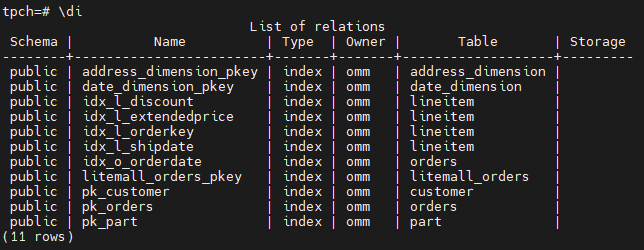 tpch=# \di
                               List of relations
 Schema |          Name          | Type  | Owner |       Table       | Storage
--------+------------------------+-------+-------+-------------------+---------
 public | address_dimension_pkey | index | omm   | address_dimension |
 public | date_dimension_pkey    | index | omm   | date_dimension    |
 public | idx_l_discount         | index | omm   | lineitem          |
 public | idx_l_extendedprice    | index | omm   | lineitem          |
 public | idx_l_orderkey         | index | omm   | lineitem          |
 public | idx_l_shipdate         | index | omm   | lineitem          |
 public | idx_o_orderdate        | index | omm   | orders            |
 public | litemall_orders_pkey   | index | omm   | litemall_orders   |
 public | pk_customer            | index | omm   | customer          |
 public | pk_orders              | index | omm   | orders            |
 public | pk_part                | index | omm   | part              |
(11 rows)